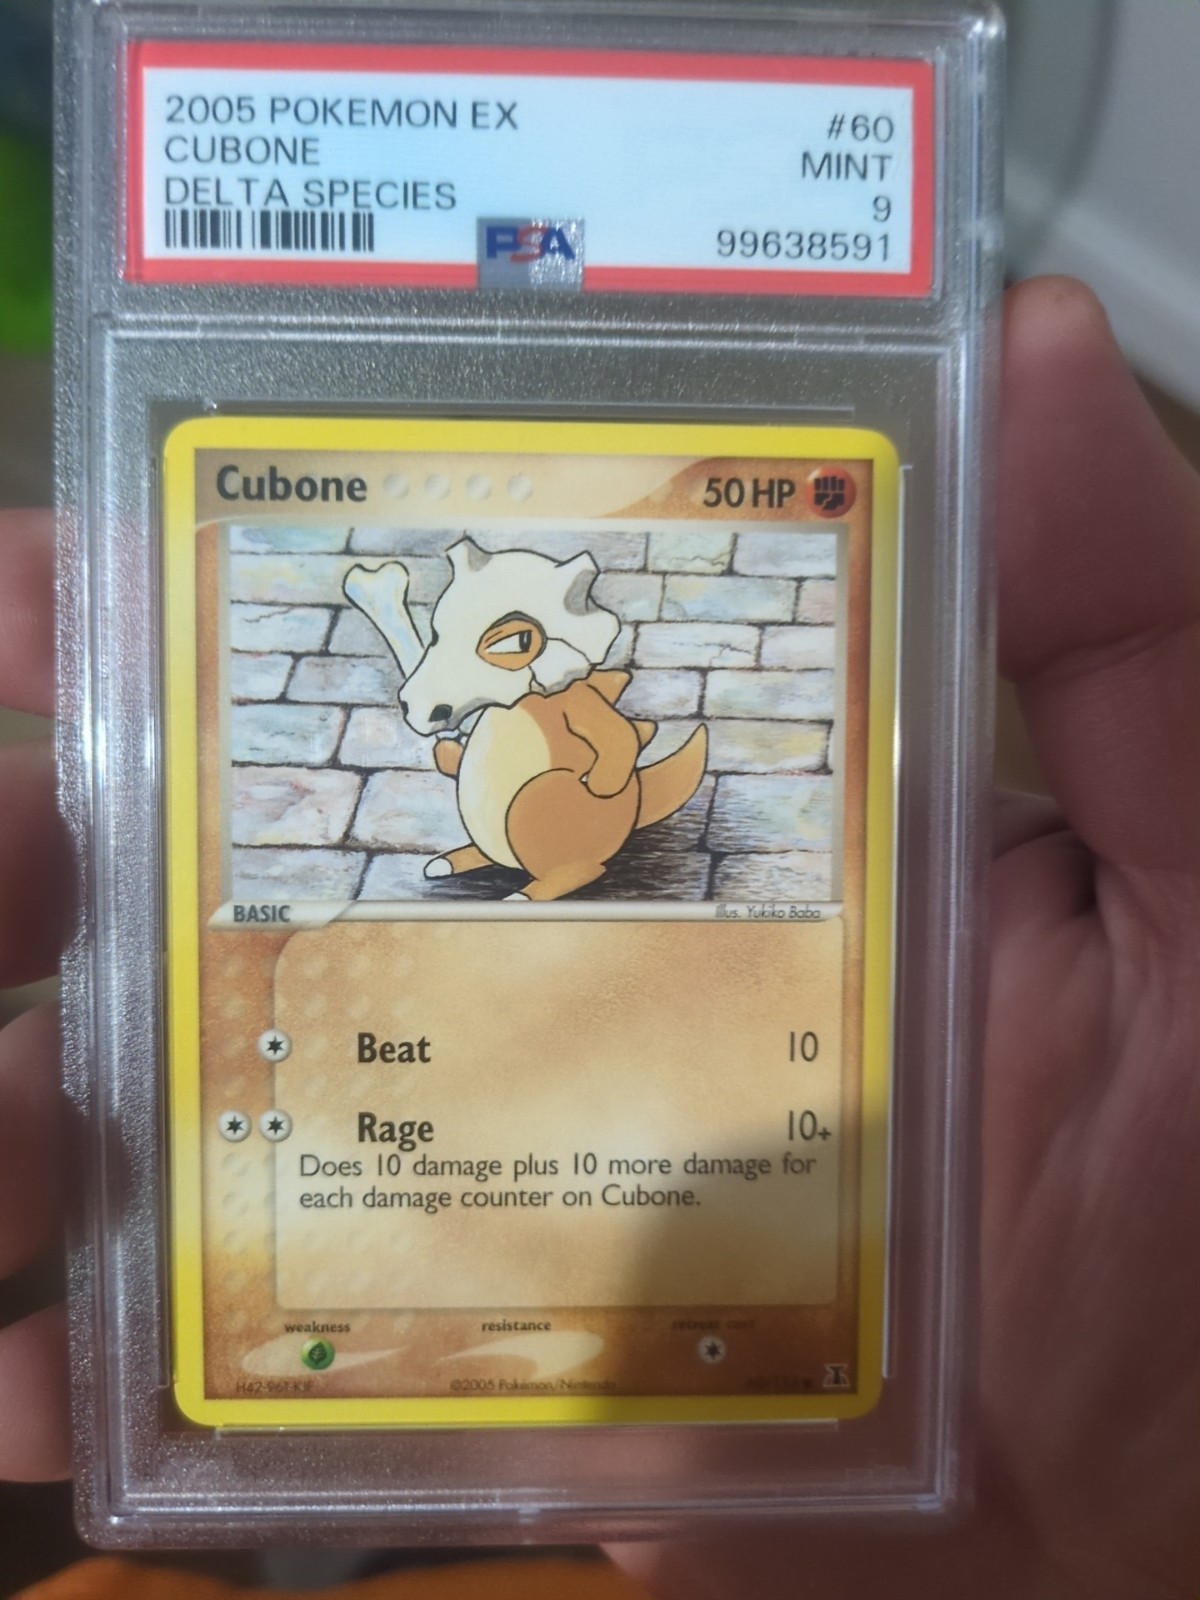 2005 POKEMON EX #60
CUBONE MINT
DELTA SPECIES 9
PSA 99638591
Cubone 50 HP
BASIC Illus. Yukiko Baba
Beat 10
Rage 10+
Does 10 damage plus 10 more damage for
each damage counter on Cubone.
weakness resistance retreat cost
©2005 Pokémon/Nintendo